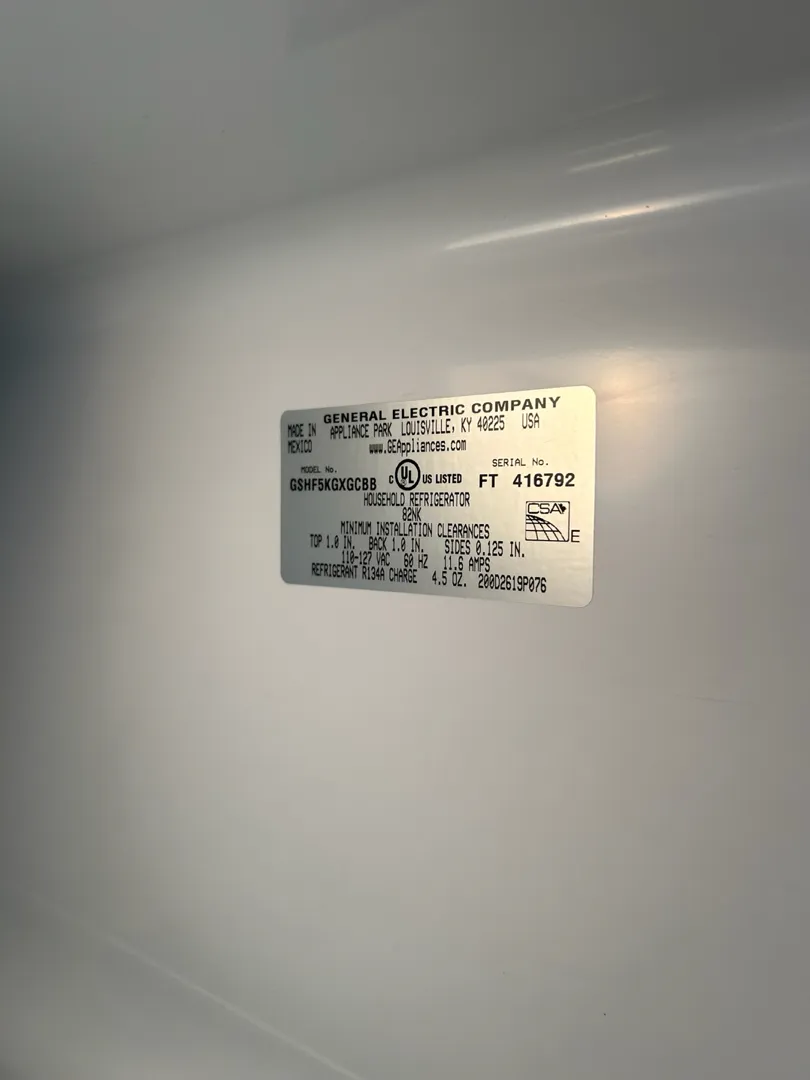 GENERAL ELECTRIC COMPANY
MADE IN MEXICO
APPLIANCE PARK LOUISVILLE, KY 40225 USA
www.GEAppliances.com
MODEL No.
GSHF5KGXGCBB
C UL US LISTED
SERIAL No.
FT 416792
HOUSEHOLD REFRIGERATOR
82NK
CSA E
MINIMUM INSTALLATION CLEARANCES
TOP 1.0 IN. BACK 1.0 IN. SIDES 0.125 IN.
110-127 VAC 60 HZ 11.6 AMPS
REFRIGERANT R134A CHARGE 4.5 OZ. 200D2619P076